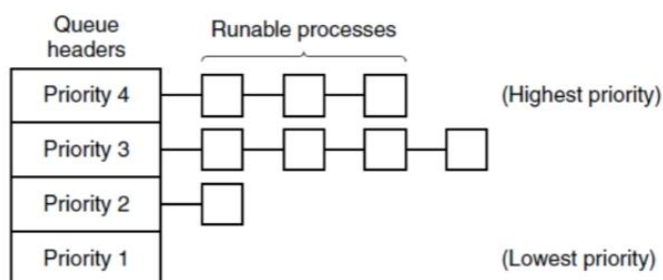 Queue
headers
Runable processes
Priority 4
(Highest priority)
Priority 3
Priority 2
Priority 1
(Lowest priority)